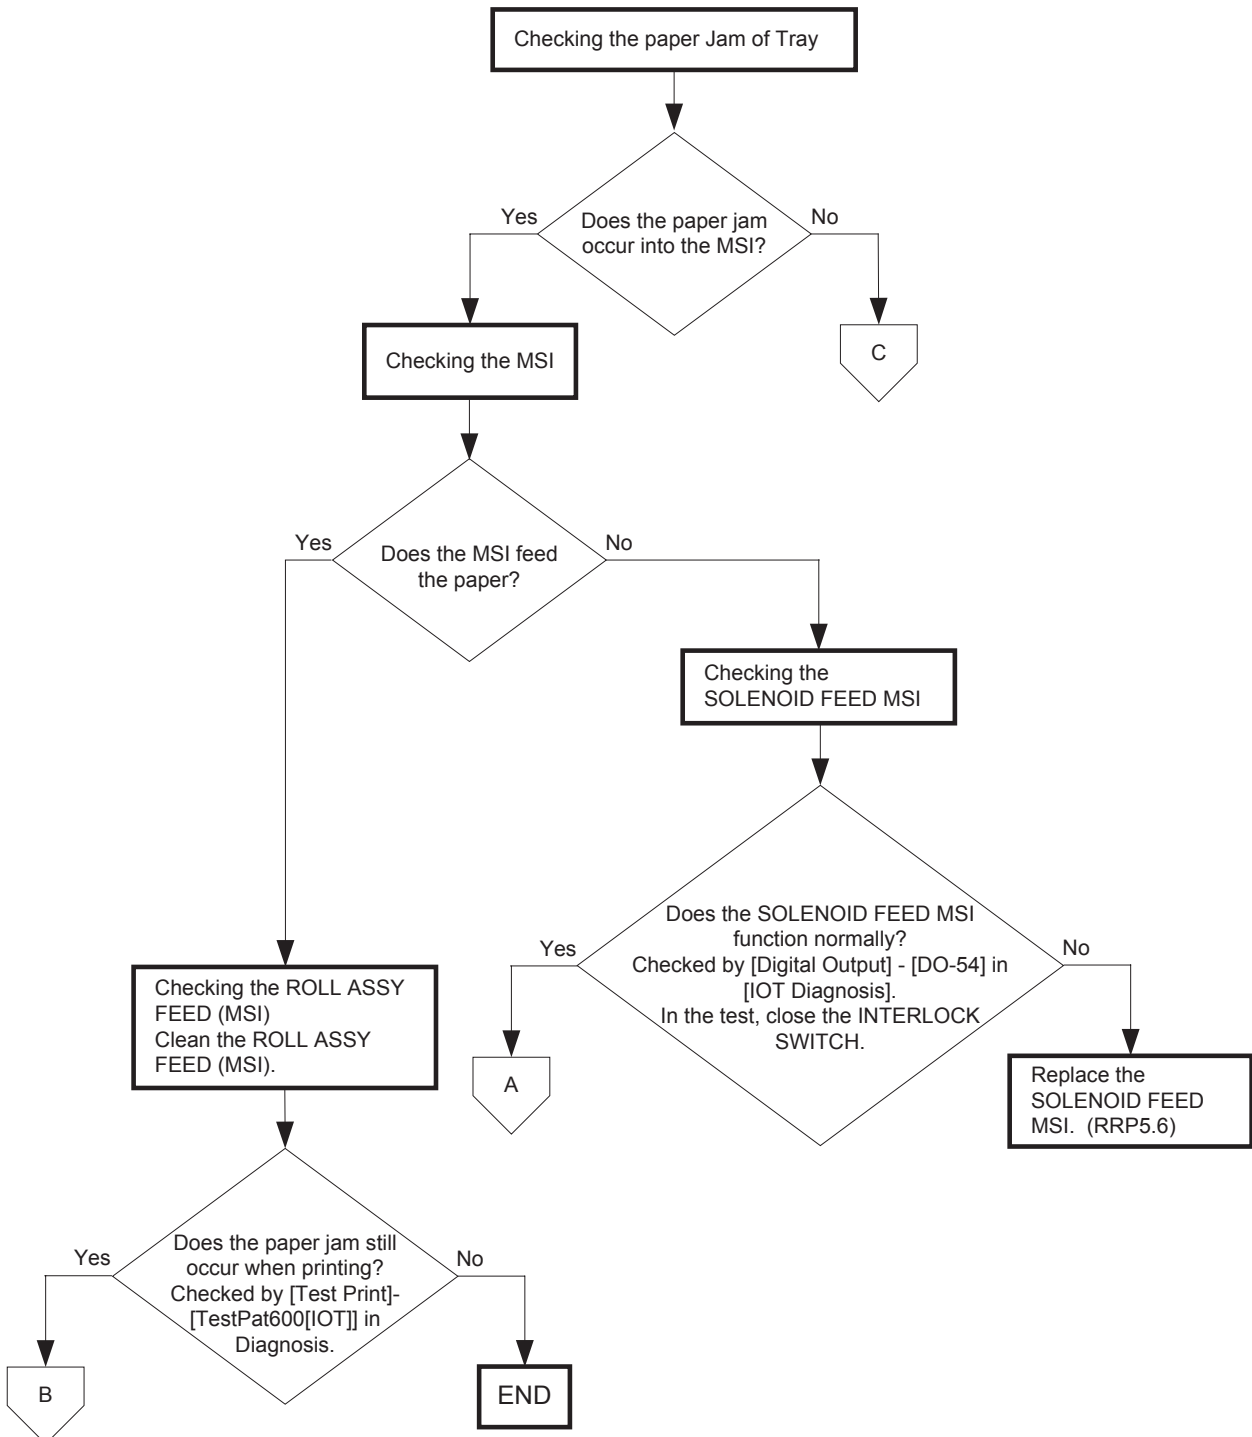 Checking the paper Jam of Tray
Does the paper jam
occur into the MSI?
Yes
No
C
Checking the MSI
Does the MSI feed
the paper?
Yes
No
Checking the
SOLENOID FEED MSI
Does the SOLENOID FEED MSI
function normally?
Checked by [Digital Output] - [DO-54] in
[IOT Diagnosis].
In the test, close the INTERLOCK
SWITCH.
Yes
No
A
Replace the
SOLENOID FEED
MSI. (RRP5.6)
Checking the ROLL ASSY
FEED (MSI)
Clean the ROLL ASSY
FEED (MSI).
Does the paper jam still
occur when printing?
Checked by [Test Print]-
[TestPat600[IOT]] in
Diagnosis.
Yes
No
B
END